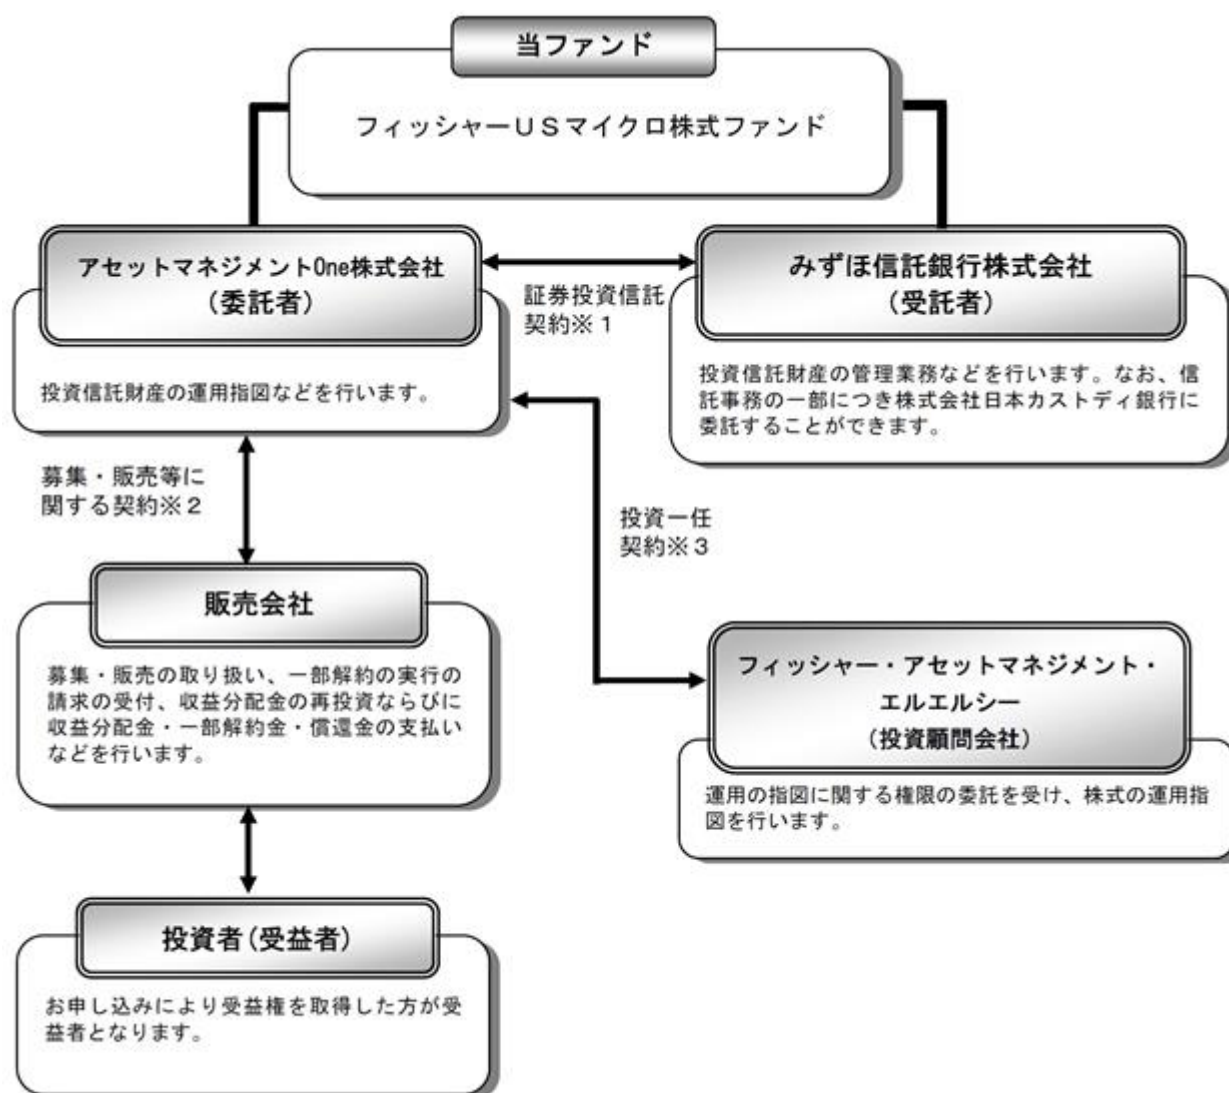 当ファンド
フィッシャーUSマイクロ株式ファンド
アセットマネジメントOne株式会社
(委託者)
投資信託財産の運用指図などを行います。
証券投資信託
契約※1
みずほ信託銀行株式会社
(受託者)
投資信託財産の管理業務などを行います。なお、信
託事務の一部につき株式会社日本カストディ銀行に
委託することができます。
募集・販売等に
関する契約※2
投資一任
契約※3
販売会社
募集・販売の取り扱い、一部解約の実行の
請求の受付、収益分配金の再投資ならびに
収益分配金・一部解約金・償還金の支払い
などを行います。
フィッシャー・アセットマネジメント・
エルエルシー
(投資顧問会社)
運用の指図に関する権限の委託を受け、株式の運用指
図を行います。
投資者(受益者)
お申し込みにより受益権を取得した方が受
益者となります。